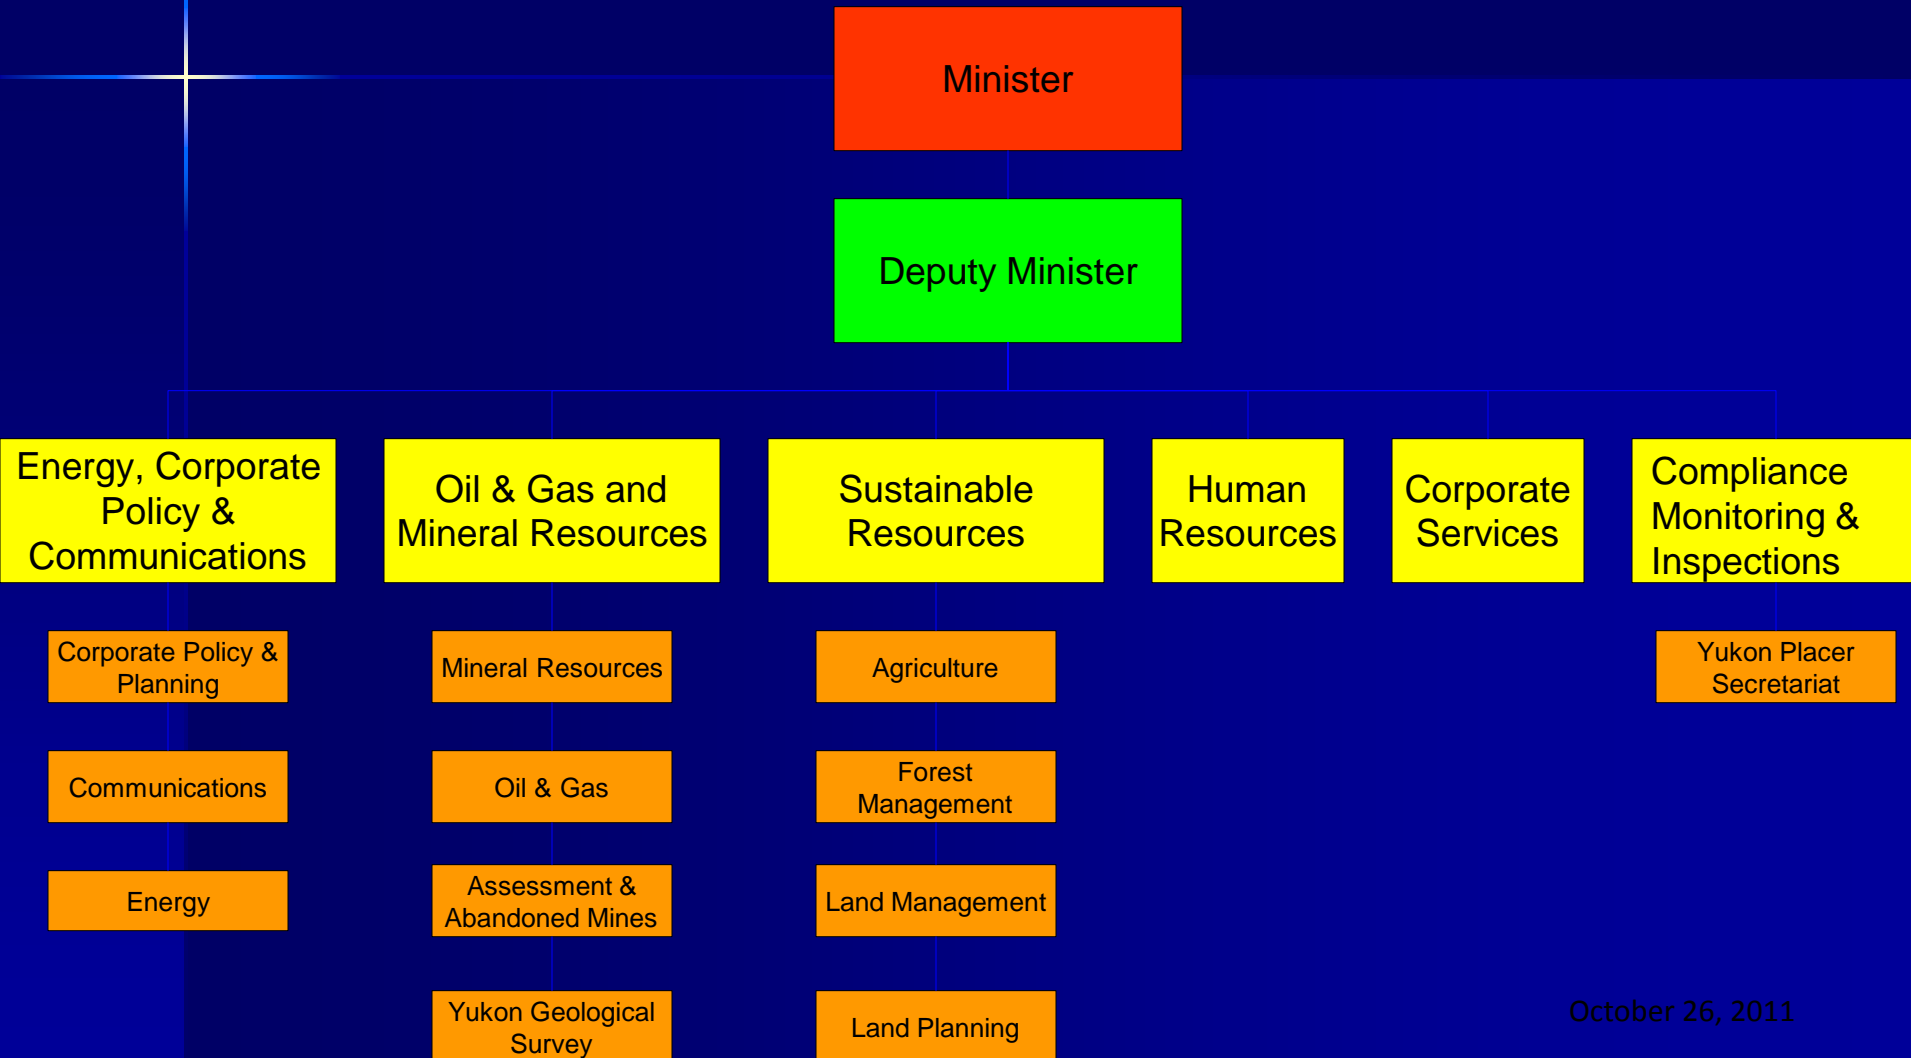 Minister
Deputy Minister
Energy, Corporate
Policy &
Communications
Oil & Gas and
Mineral Resources
Sustainable
Resources
Human
Resources
Corporate
Services
Compliance
Monitoring &
Inspections
Corporate Policy &
Planning
Mineral Resources
Agriculture
Yukon Placer
Secretariat
Communications
Oil & Gas
Forest
Management
Energy
Assessment &
Abandoned Mines
Land Management
Yukon Geological
Survey
Land Planning
October 26, 2011